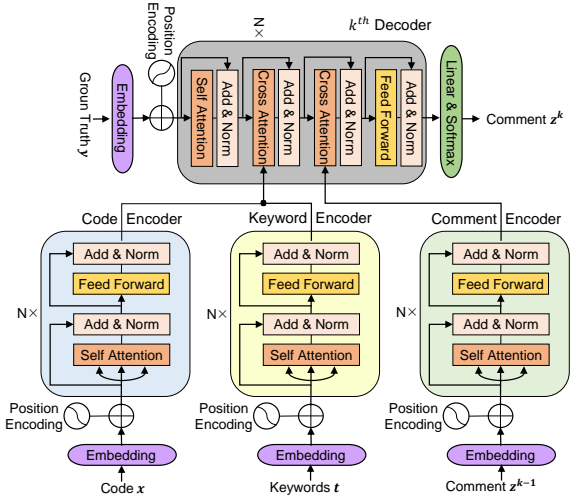 Position
Encoding
N×
k^th Decoder
Groun Truth y
Embedding
Self Attention
Add & Norm
Cross Attention
Add & Norm
Cross Attention
Add & Norm
Feed Forward
Add & Norm
Linear & Softmax
Comment z^k
Code Encoder
Keyword Encoder
Comment Encoder
N×
Add & Norm
Feed Forward
Add & Norm
Self Attention
Position
Encoding
Embedding
Code x
N×
Add & Norm
Feed Forward
Add & Norm
Self Attention
Position
Encoding
Embedding
Keywords t
N×
Add & Norm
Feed Forward
Add & Norm
Self Attention
Position
Encoding
Embedding
Comment z^k-1